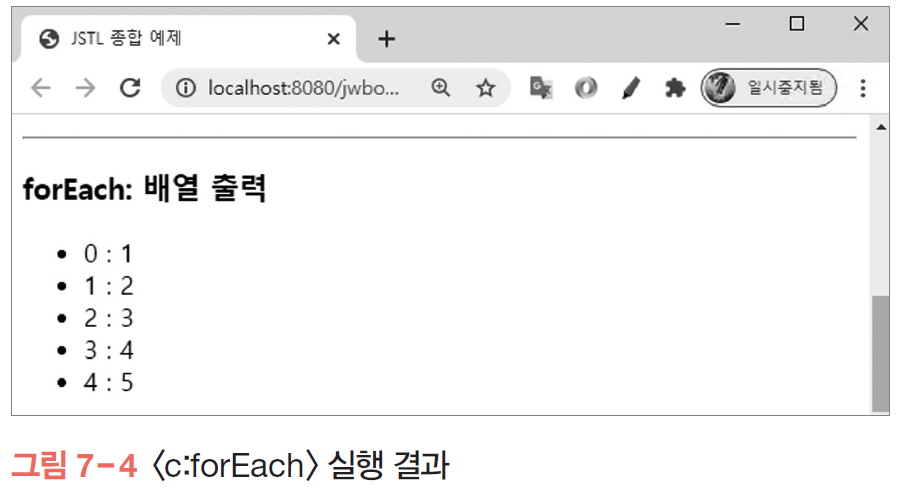 JSTL 종합 예제
localhost:8080/jwbo...
일시중지됨
forEach: 배열 출력
• 0 : 1
• 1 : 2
• 2 : 3
• 3 : 4
• 4 : 5
그림 7-4 〈c:forEach〉 실행 결과